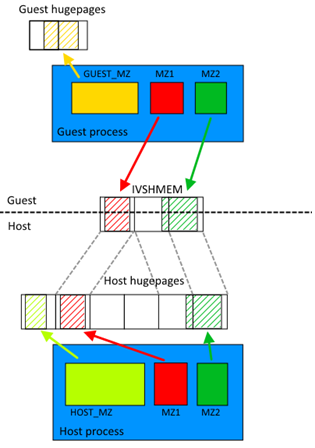 Guest hugepages
GUEST_MZ MZ1 MZ2
Guest process
IVSHMEM
Guest
Host
Host hugepages
HOST_MZ MZ1 MZ2
Host process